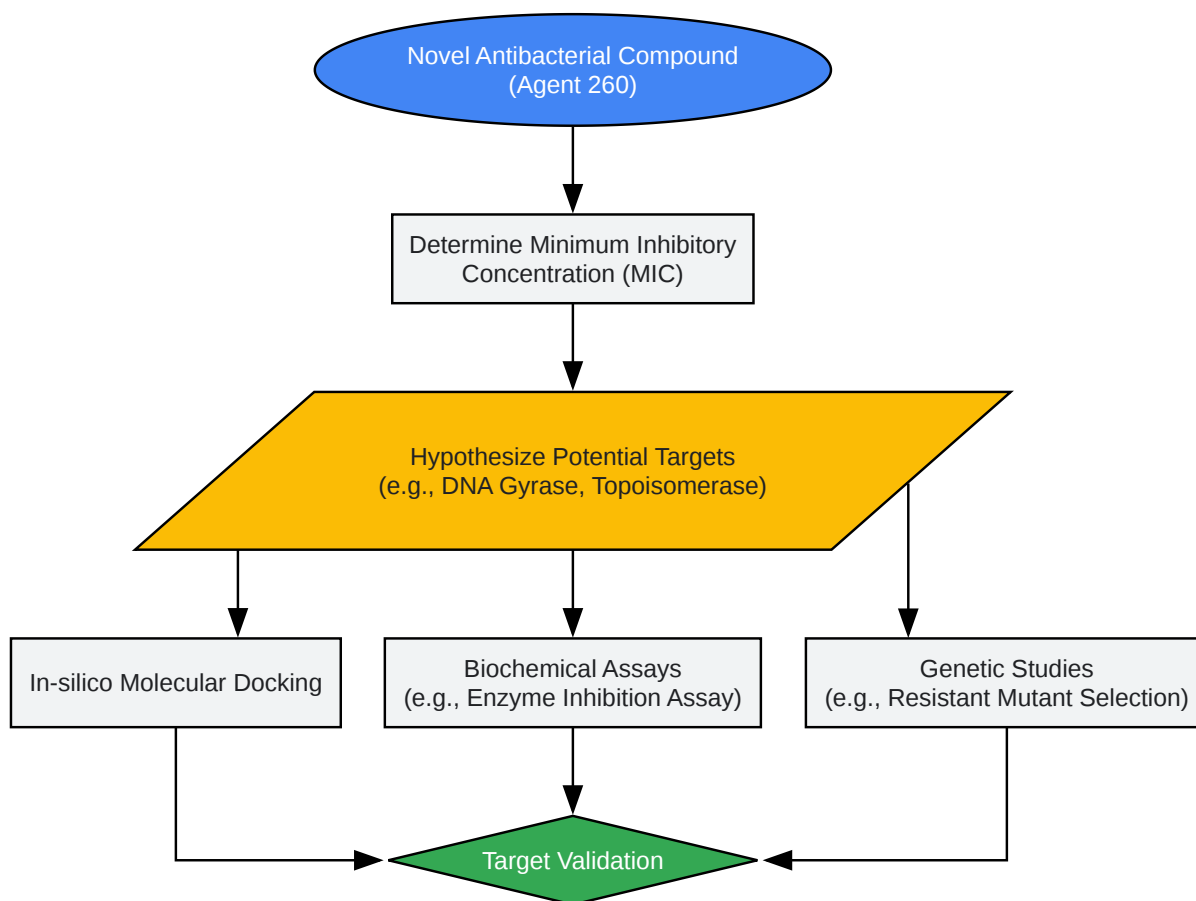 Novel Antibacterial Compound
(Agent 260)
Determine Minimum Inhibitory
Concentration (MIC)
Hypothesize Potential Targets
(e.g., DNA Gyrase, Topoisomerase)
In-silico Molecular Docking
Biochemical Assays
(e.g., Enzyme Inhibition Assay)
Genetic Studies
(e.g., Resistant Mutant Selection)
Target Validation